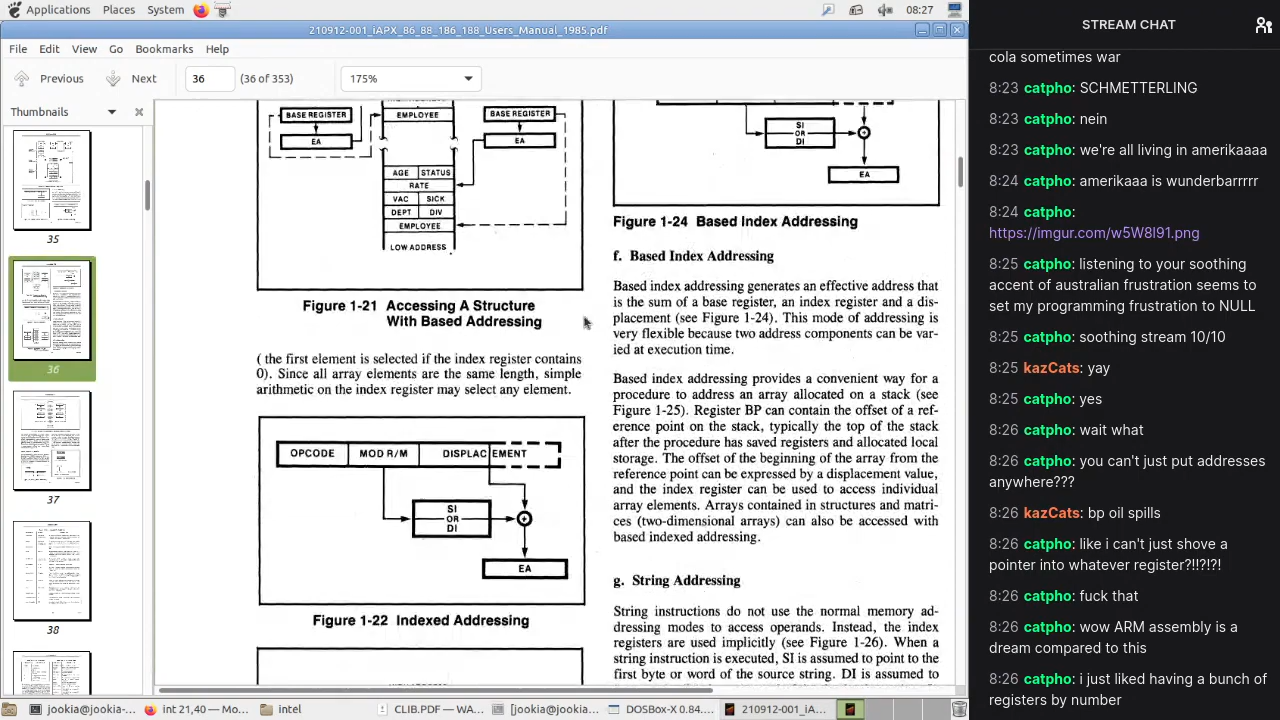 Applications Places System 08:27
210912-001_iAPX_86_88_186_188_Users_Manual_1985.pdf
File Edit View Go Bookmarks Help
Previous Next 36 (36 of 353) 175%
Thumbnails
35
36
37
38
BASE REGISTER
EA
EMPLOYEE
BASE REGISTER
EA
AGE STATUS
RATE
VAC SICK
DEPT DIV
EMPLOYEE
LOW ADDRESS
Figure 1-21 Accessing A Structure
With Based Addressing
( the first element is selected if the index register contains
0). Since all array elements are the same length, simple
arithmetic on the index register may select any element.
OPCODE MOD R/M DISPLACEMENT
SI
OR
DI
+
EA
Figure 1-22 Indexed Addressing
SI
OR
DI
+
EA
Figure 1-24 Based Index Addressing
f. Based Index Addressing
Based index addressing generates an effective address that
is the sum of a base register, an index register and a dis-
placement (see Figure 1-24). This mode of addressing is
very flexible because two address components can be var-
ied at execution time.
Based index addressing provides a convenient way for a
procedure to address an array allocated on a stack (see
Figure 1-25). Register BP can contain the offset of a ref-
erence point on the stack, typically the top of the stack
after the procedure has saved registers and allocated local
storage. The offset of the beginning of the array from the
reference point can be expressed by a displacement value,
and the index register can be used to access individual
array elements. Arrays contained in structures and matri-
ces (two-dimensional arrays) can also be accessed with
based indexed addressing.
g. String Addressing
String instructions do not use the normal memory ad-
dressing modes to access operands. Instead, the index
registers are used implicitly (see Figure 1-26). When a
string instruction is executed, SI is assumed to point to the
first byte or word of the source string. DI is assumed to
jookia@jookia-... int 21,40 — Mo... intel CLIB.PDF — WA... [jookia@jookia... DOSBox-X 0.84.... 210912-001_iA...
STREAM CHAT
cola sometimes war
8:23 catpho: SCHMETTERLING
8:23 catpho: nein
8:23 catpho: we're all living in amerikaaaa
8:24 catpho: amerikaaa is wunderbarrrrr
8:24 catpho:
https://imgur.com/w5W8I91.png
8:25 catpho: listening to your soothing
accent of australian frustration seems to
set my programming frustration to NULL
8:25 catpho: soothing stream 10/10
8:25 kazCats: yay
8:25 catpho: yes
8:26 catpho: wait what
8:26 catpho: you can't just put addresses
anywhere???
8:26 kazCats: bp oil spills
8:26 catpho: like i can't just shove a
pointer into whatever register?!!?!?!
8:26 catpho: fuck that
8:26 catpho: wow ARM assembly is a
dream compared to this
8:26 catpho: i just liked having a bunch of
registers by number